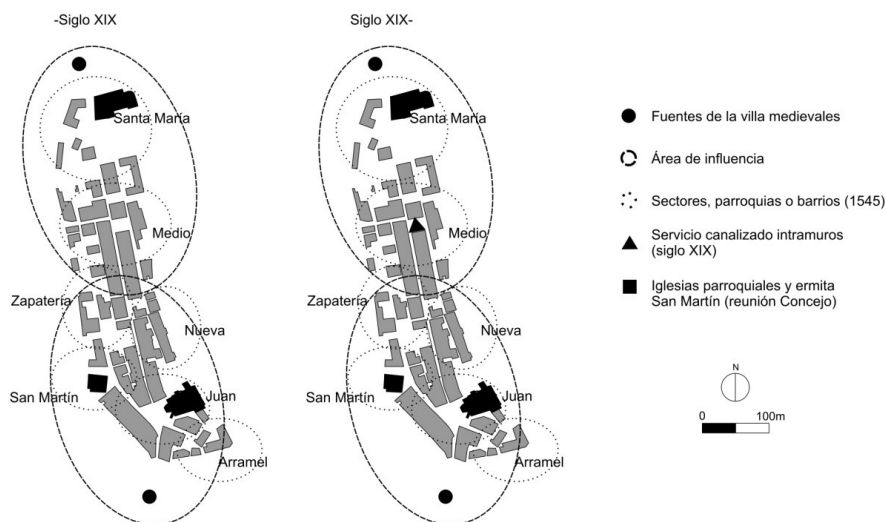 -Siglo XIX
Santa María
Medio
Zapatería
Nueva
San Martín
Juan
Arramel
Siglo XIX-
Santa María
Medio
Zapatería
Nueva
San Martín
Juan
Arramel
Fuentes de la villa medievales
Área de influencia
Sectores, parroquias o barrios (1545)
Servicio canalizado intramuros
(siglo XIX)
Iglesias parroquiales y ermita
San Martín (reunión Concejo)
N
0 100m